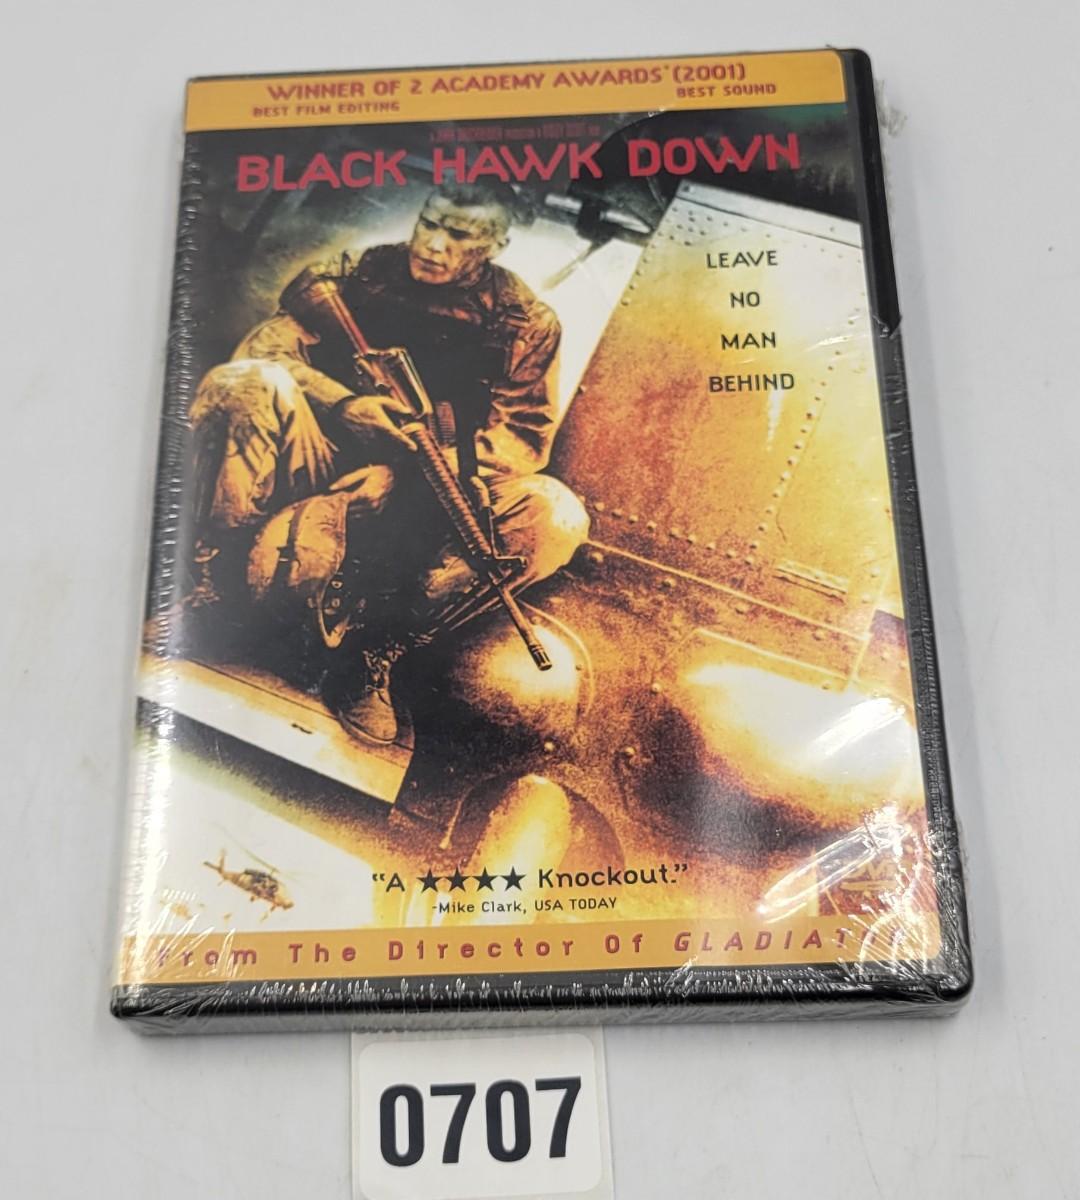 WINNER OF 2 ACADEMY AWARDS® (2001)
BEST FILM EDITING BEST SOUND
BLACK HAWK DOWN
LEAVE
NO
MAN
BEHIND
“A ★★★★ Knockout.”
-Mike Clark, USA TODAY
From The Director Of GLADIATOR
0707